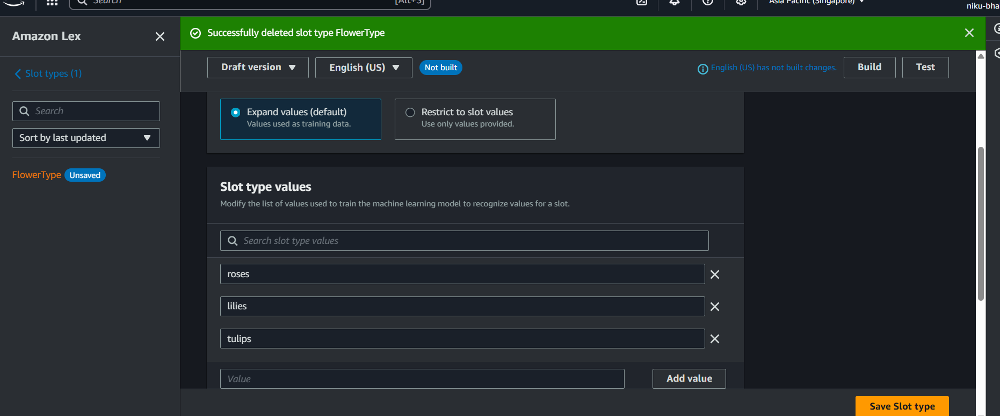 Search [Alt+S]
Asia Pacific (Singapore)
niku-bha
Amazon Lex
Successfully deleted slot type FlowerType
Slot types (1)
Search
Sort by last updated
FlowerType Unsaved
Draft version English (US) Not built
English (US) has not built changes. Build Test
Expand values (default)
Values used as training data.
Restrict to slot values
Use only values provided.
Slot type values
Modify the list of values used to train the machine learning model to recognize values for a slot.
Search slot type values
roses
lilies
tulips
Value Add value
Save Slot type